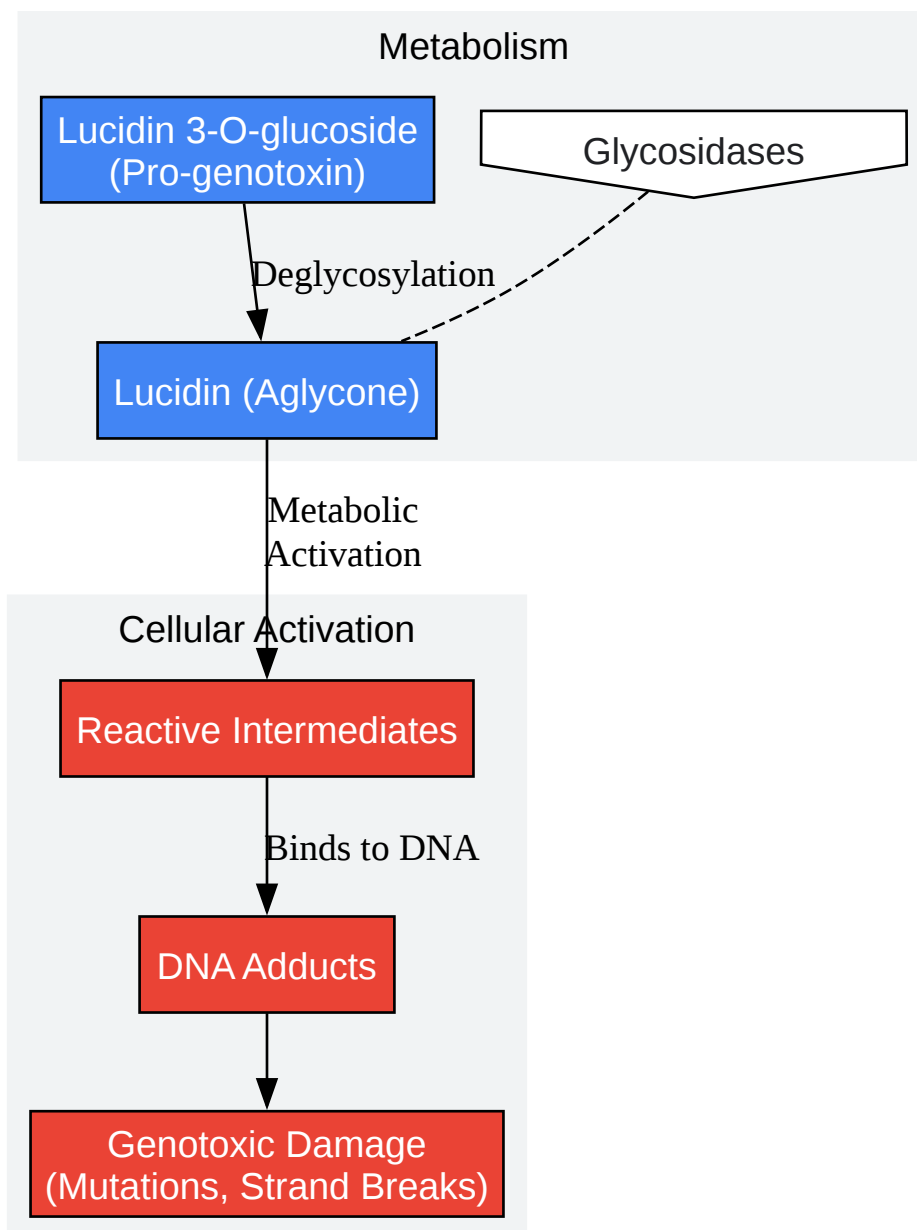 Metabolism
Lucidin 3-O-glucoside
(Pro-genotoxin)
Glycosidases
Deglycosylation
Lucidin (Aglycone)
Metabolic
Activation
Cellular Activation
Reactive Intermediates
Binds to DNA
DNA Adducts
Genotoxic Damage
(Mutations, Strand Breaks)